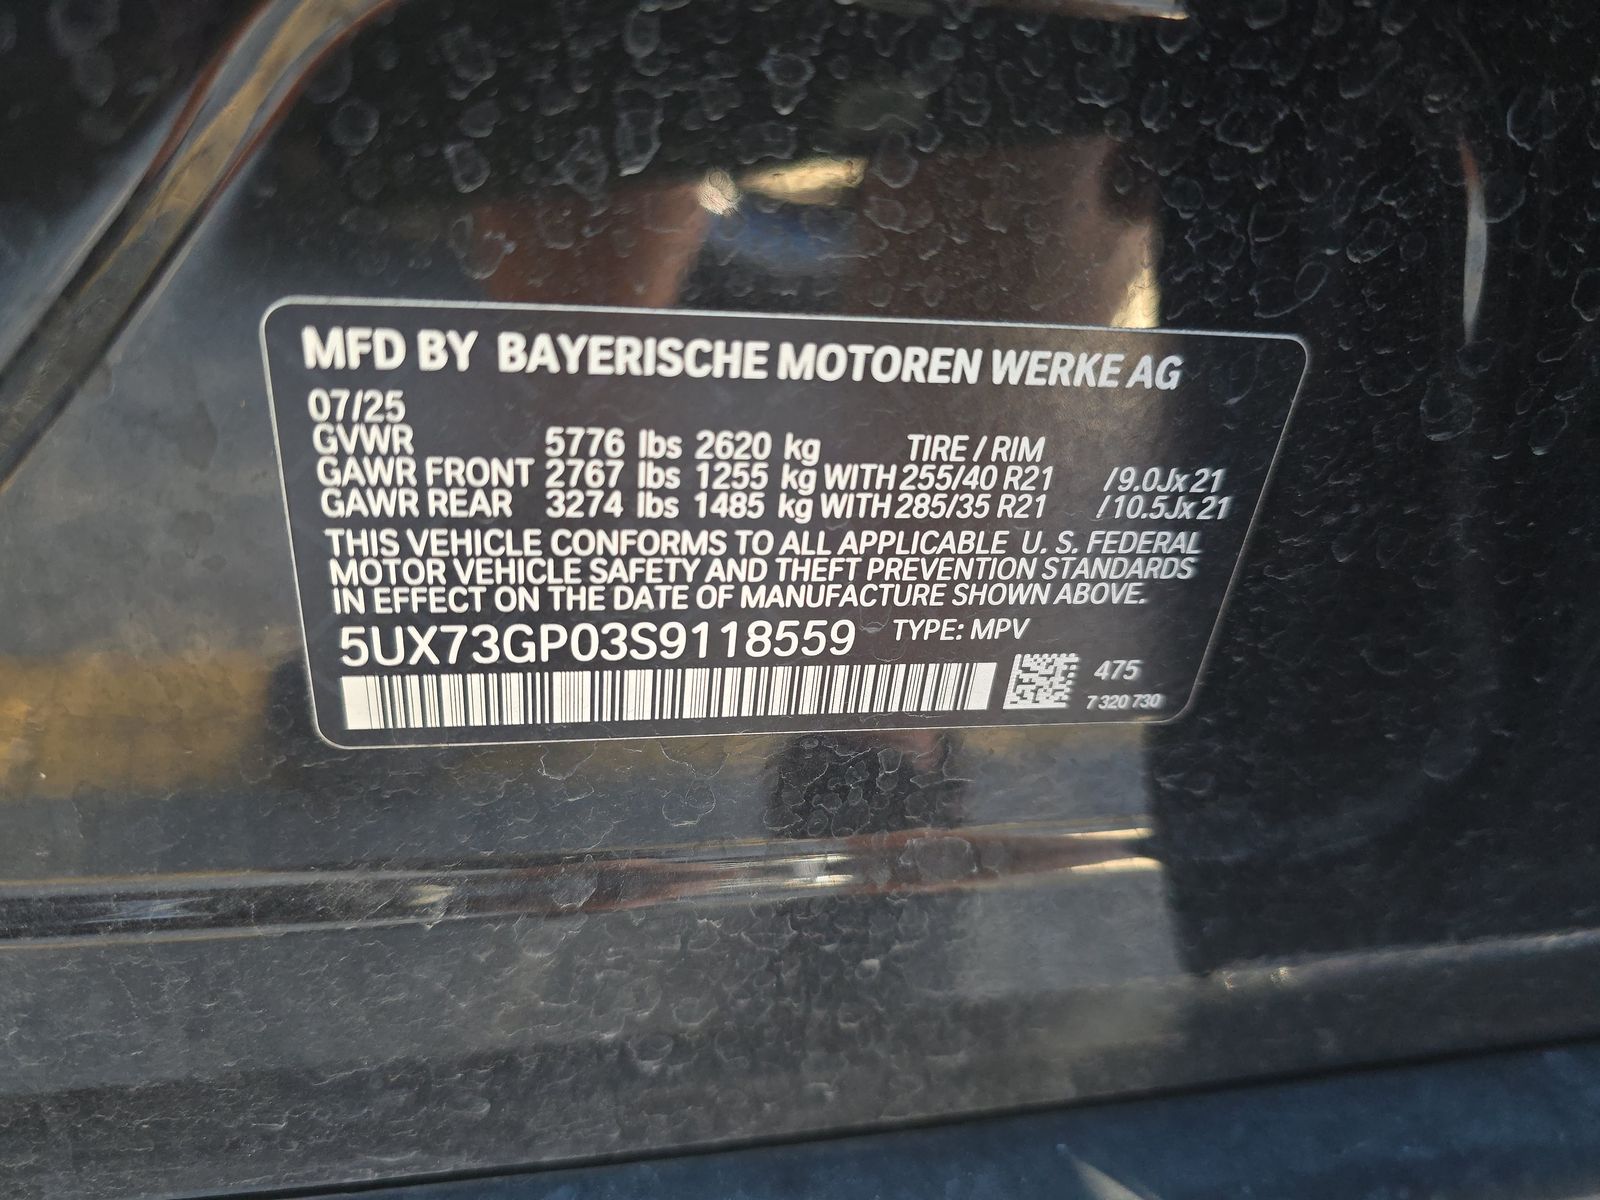 MFD BY BAYERISCHE MOTOREN WERKE AG
07/25
GVWR 5776 lbs 2620 kg TIRE / RIM
GAWR FRONT 2767 lbs 1255 kg WITH 255/40 R21 /9.0Jx21
GAWR REAR 3274 lbs 1485 kg WITH 285/35 R21 /10.5Jx21
THIS VEHICLE CONFORMS TO ALL APPLICABLE U. S. FEDERAL
MOTOR VEHICLE SAFETY AND THEFT PREVENTION STANDARDS
IN EFFECT ON THE DATE OF MANUFACTURE SHOWN ABOVE.
5UX73GP03S9118559 TYPE: MPV
475
7 320 730